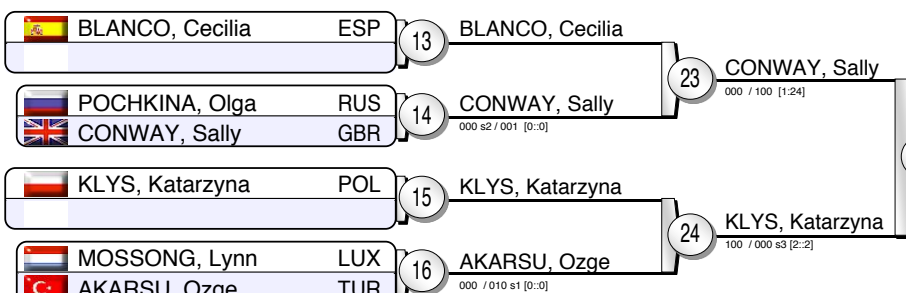 BLANCO, Cecilia ESP
13
BLANCO, Cecilia
23
CONWAY, Sally
000 / 100 [1:24]
POCHKINA, Olga RUS
CONWAY, Sally GBR
14
CONWAY, Sally
000 s2 / 001 [0::0]
KLYS, Katarzyna POL
15
KLYS, Katarzyna
24
KLYS, Katarzyna
100 / 000 s3 [2::2]
MOSSONG, Lynn LUX
AKARSU, Ozge TUR
16
AKARSU, Ozge
000 / 010 s1 [0::0]